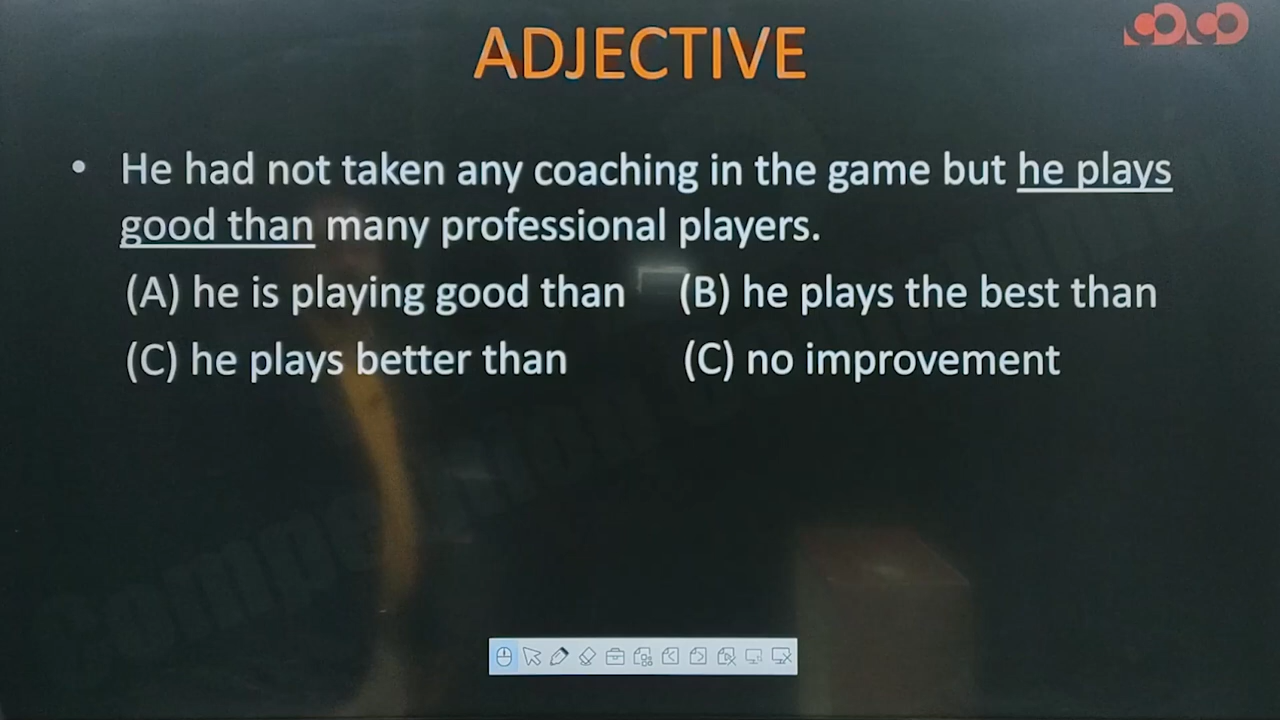 ADJECTIVE
• He had not taken any coaching in the game but he plays
good than many professional players.
(A) he is playing good than (B) he plays the best than
(C) he plays better than (C) no improvement